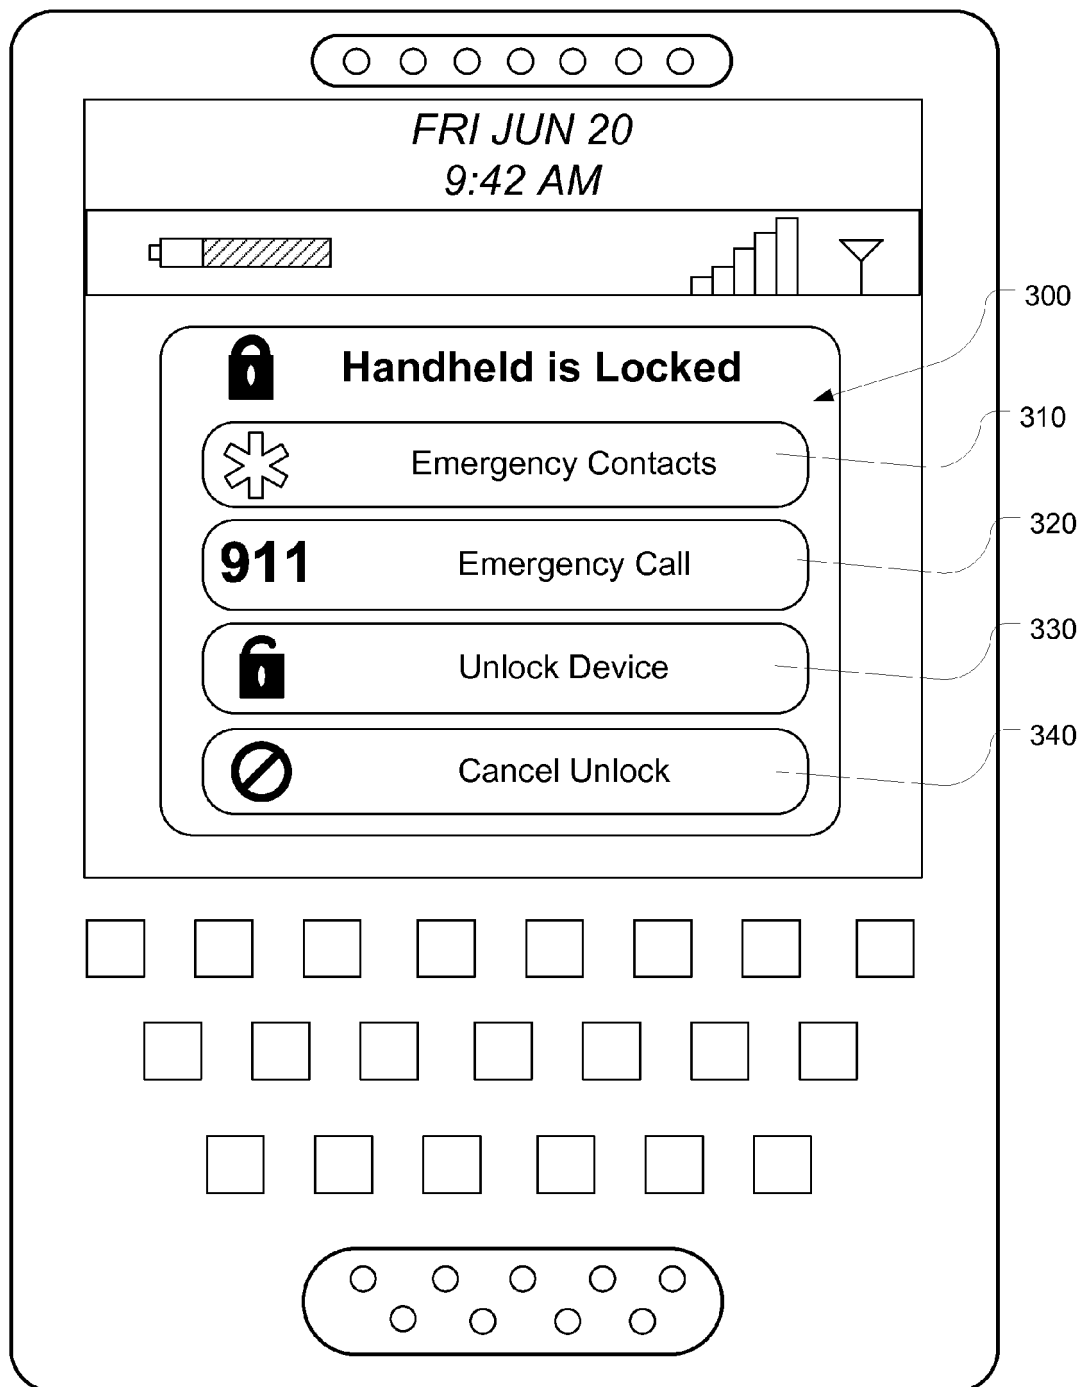 FRI JUN 20
9:42 AM
300
Handheld is Locked
310
Emergency Contacts
320
911 Emergency Call
330
Unlock Device
340
Cancel Unlock